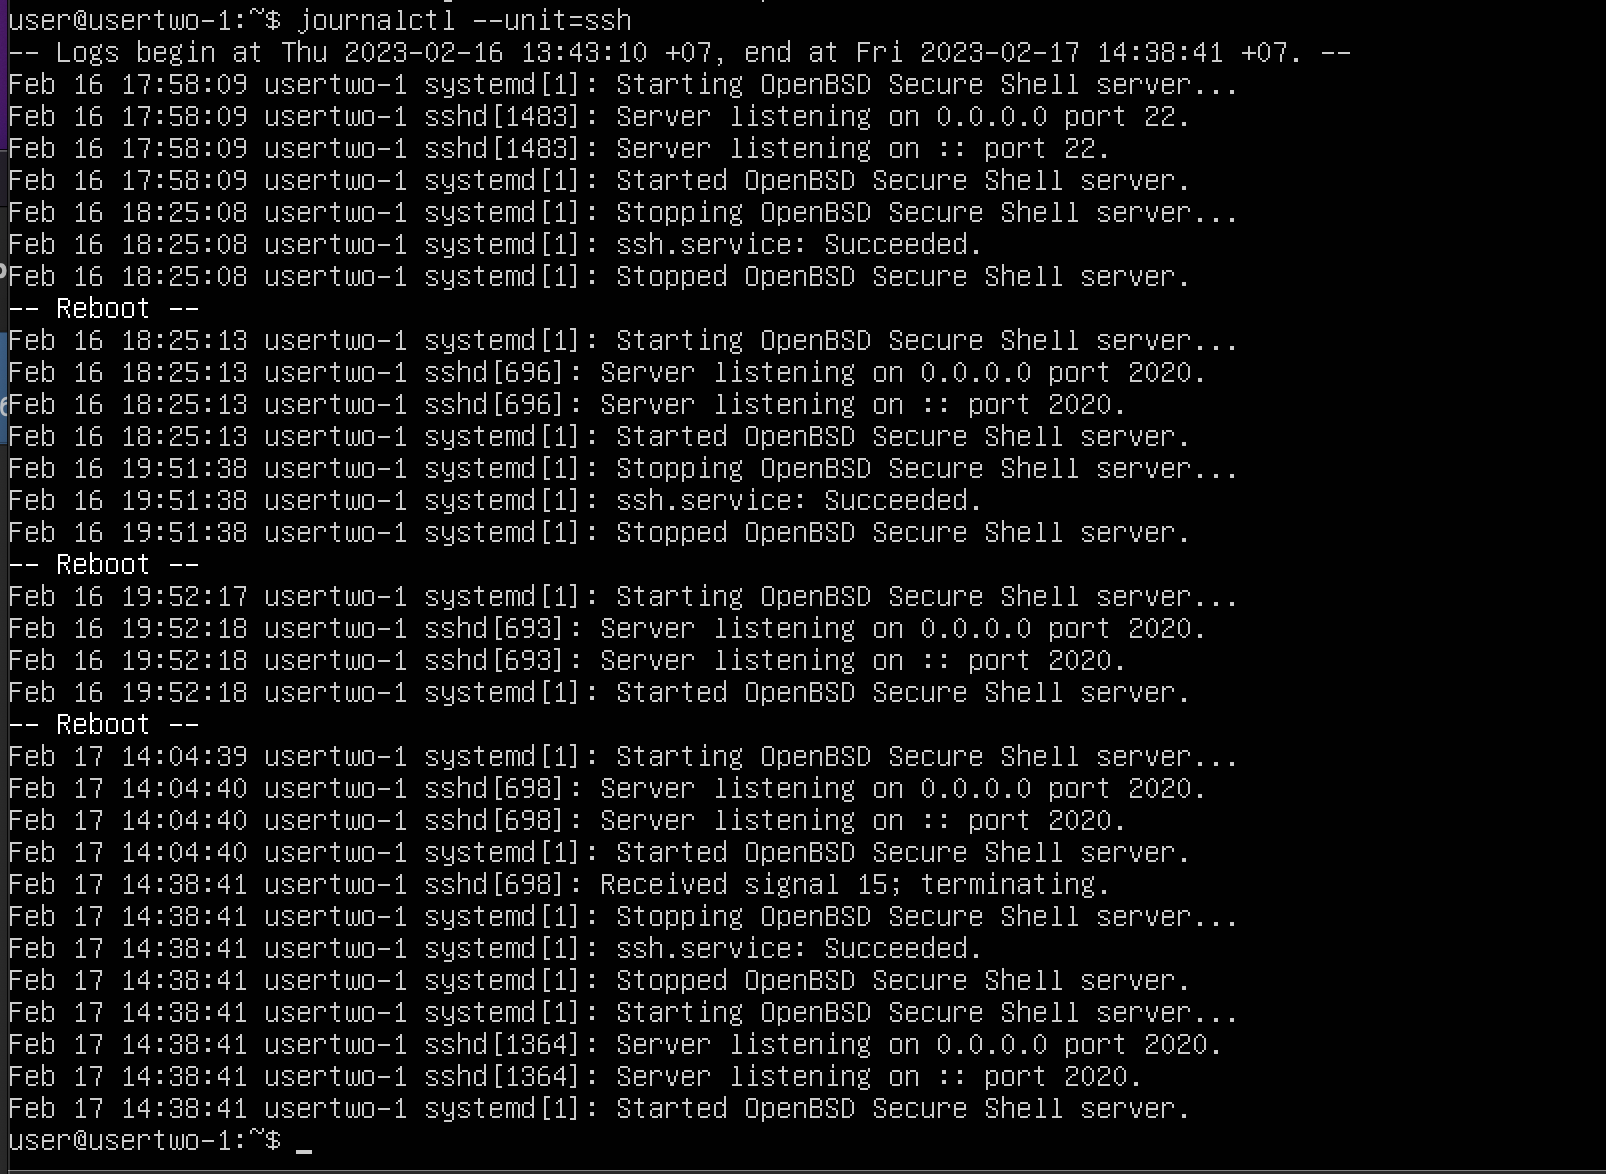 user@usertwo-1:~$ journalctl --unit=ssh
-- Logs begin at Thu 2023-02-16 13:43:10 +07, end at Fri 2023-02-17 14:38:41 +07. --
Feb 16 17:58:09 usertwo-1 systemd[1]: Starting OpenBSD Secure Shell server...
Feb 16 17:58:09 usertwo-1 sshd[1483]: Server listening on 0.0.0.0 port 22.
Feb 16 17:58:09 usertwo-1 sshd[1483]: Server listening on :: port 22.
Feb 16 17:58:09 usertwo-1 systemd[1]: Started OpenBSD Secure Shell server.
Feb 16 18:25:08 usertwo-1 systemd[1]: Stopping OpenBSD Secure Shell server...
Feb 16 18:25:08 usertwo-1 systemd[1]: ssh.service: Succeeded.
Feb 16 18:25:08 usertwo-1 systemd[1]: Stopped OpenBSD Secure Shell server.
-- Reboot --
Feb 16 18:25:13 usertwo-1 systemd[1]: Starting OpenBSD Secure Shell server...
Feb 16 18:25:13 usertwo-1 sshd[696]: Server listening on 0.0.0.0 port 2020.
Feb 16 18:25:13 usertwo-1 sshd[696]: Server listening on :: port 2020.
Feb 16 18:25:13 usertwo-1 systemd[1]: Started OpenBSD Secure Shell server.
Feb 16 19:51:38 usertwo-1 systemd[1]: Stopping OpenBSD Secure Shell server...
Feb 16 19:51:38 usertwo-1 systemd[1]: ssh.service: Succeeded.
Feb 16 19:51:38 usertwo-1 systemd[1]: Stopped OpenBSD Secure Shell server.
-- Reboot --
Feb 16 19:52:17 usertwo-1 systemd[1]: Starting OpenBSD Secure Shell server...
Feb 16 19:52:18 usertwo-1 sshd[693]: Server listening on 0.0.0.0 port 2020.
Feb 16 19:52:18 usertwo-1 sshd[693]: Server listening on :: port 2020.
Feb 16 19:52:18 usertwo-1 systemd[1]: Started OpenBSD Secure Shell server.
-- Reboot --
Feb 17 14:04:39 usertwo-1 systemd[1]: Starting OpenBSD Secure Shell server...
Feb 17 14:04:40 usertwo-1 sshd[698]: Server listening on 0.0.0.0 port 2020.
Feb 17 14:04:40 usertwo-1 sshd[698]: Server listening on :: port 2020.
Feb 17 14:04:40 usertwo-1 systemd[1]: Started OpenBSD Secure Shell server.
Feb 17 14:38:41 usertwo-1 sshd[698]: Received signal 15; terminating.
Feb 17 14:38:41 usertwo-1 systemd[1]: Stopping OpenBSD Secure Shell server...
Feb 17 14:38:41 usertwo-1 systemd[1]: ssh.service: Succeeded.
Feb 17 14:38:41 usertwo-1 systemd[1]: Stopped OpenBSD Secure Shell server.
Feb 17 14:38:41 usertwo-1 systemd[1]: Starting OpenBSD Secure Shell server...
Feb 17 14:38:41 usertwo-1 sshd[1364]: Server listening on 0.0.0.0 port 2020.
Feb 17 14:38:41 usertwo-1 sshd[1364]: Server listening on :: port 2020.
Feb 17 14:38:41 usertwo-1 systemd[1]: Started OpenBSD Secure Shell server.
user@usertwo-1:~$ _